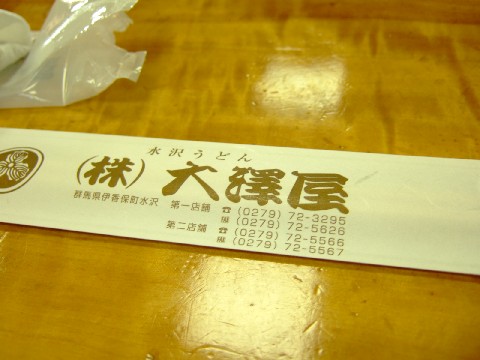 水沢うどん
(株)大澤屋
群馬県伊香保町水沢 第一店舗 ☎(0279) 72-3295
(0279) 72-5626
第二店舗 ☎(0279) 72-5566
(0279) 72-5567